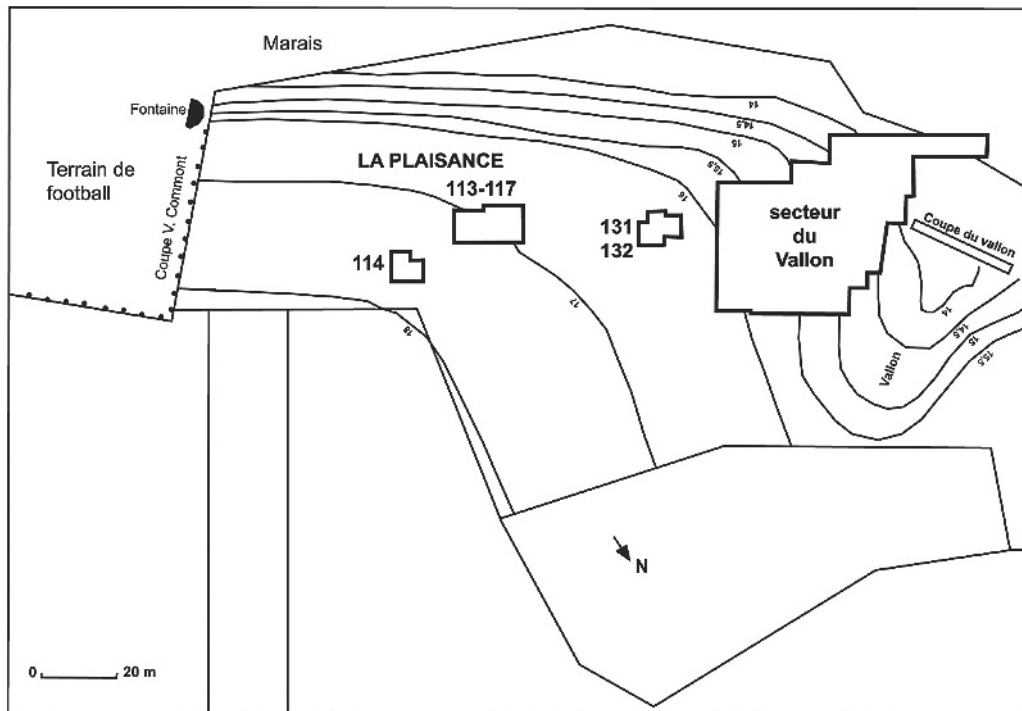 Marais
Fontaine
Terrain de
football
Coupe V. Commont
LA PLAISANCE
113-117
114
131
132
secteur
du
Vallon
Coupe du vallon
Vallon
14
14,5
15
15,5
16
17
18
14
14,5
15
15,5
N
0 20 m